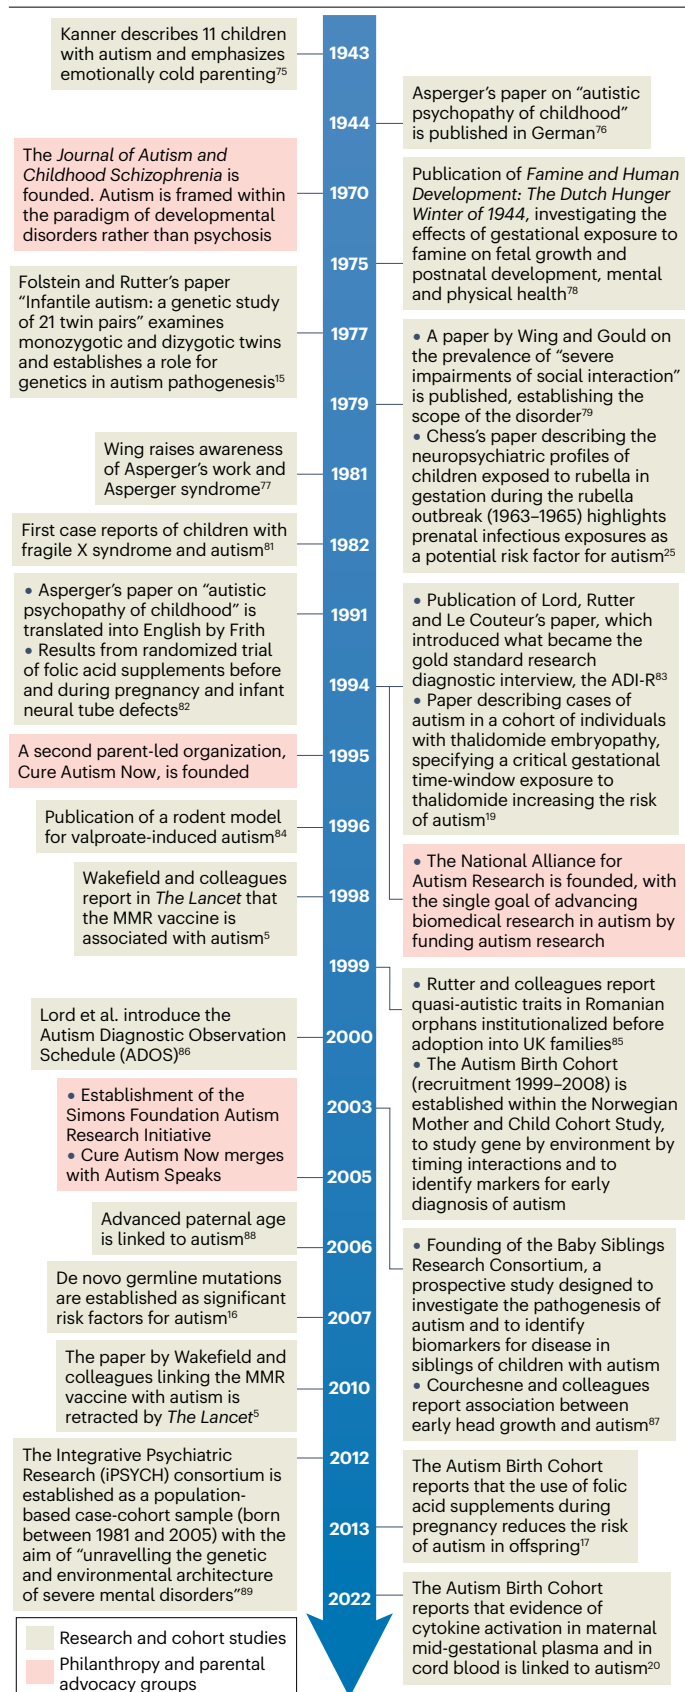 Kanner describes 11 children
with autism and emphasizes
emotionally cold parenting75
1943
Asperger's paper on “autistic
psychopathy of childhood”
is published in German76
1944
The Journal of Autism and
Childhood Schizophrenia is
founded. Autism is framed within
the paradigm of developmental
disorders rather than psychosis
1970
Publication of Famine and Human
Development: The Dutch Hunger
Winter of 1944, investigating the
effects of gestational exposure to
famine on fetal growth and
postnatal development, mental
and physical health78
1975
Folstein and Rutter's paper
“Infantile autism: a genetic study
of 21 twin pairs” examines
monozygotic and dizygotic twins
and establishes a role for
genetics in autism pathogenesis15
1977
• A paper by Wing and Gould on
the prevalence of “severe
impairments of social interaction”
is published, establishing the
scope of the disorder79
• Chess's paper describing the
neuropsychiatric profiles of
children exposed to rubella in
gestation during the rubella
outbreak (1963–1965) highlights
prenatal infectious exposures as
a potential risk factor for autism25
1979
Wing raises awareness
of Asperger's work and
Asperger syndrome77
1981
First case reports of children with
fragile X syndrome and autism81
1982
• Asperger's paper on “autistic
psychopathy of childhood” is
translated into English by Frith
• Results from randomized trial
of folic acid supplements before
and during pregnancy and infant
neural tube defects82
1991
• Publication of Lord, Rutter
and Le Couteur's paper, which
introduced what became the
gold standard research
diagnostic interview, the ADI-R83
• Paper describing cases of
autism in a cohort of individuals
with thalidomide embryopathy,
specifying a critical gestational
time-window exposure to
thalidomide increasing the risk
of autism19
1994
• The National Alliance for
Autism Research is founded, with
the single goal of advancing
biomedical research in autism by
funding autism research
A second parent-led organization,
Cure Autism Now, is founded
1995
Publication of a rodent model
for valproate-induced autism84
1996
Wakefield and colleagues
report in The Lancet that
the MMR vaccine is
associated with autism5
1998
1999
• Rutter and colleagues report
quasi-autistic traits in Romanian
orphans institutionalized before
adoption into UK families85
• The Autism Birth Cohort
(recruitment 1999–2008) is
established within the Norwegian
Mother and Child Cohort Study,
to study gene by environment by
timing interactions and to
identify markers for early
diagnosis of autism
Lord et al. introduce the
Autism Diagnostic Observation
Schedule (ADOS)86
2000
• Establishment of the
Simons Foundation Autism
Research Initiative
• Cure Autism Now merges
with Autism Speaks
2003
2005
• Founding of the Baby Siblings
Research Consortium, a
prospective study designed to
investigate the pathogenesis of
autism and to identify
biomarkers for disease in
siblings of children with autism
• Courchesne and colleagues
report association between
early head growth and autism87
Advanced paternal age
is linked to autism88
2006
De novo germline mutations
are established as significant
risk factors for autism16
2007
The paper by Wakefield and
colleagues linking the MMR
vaccine with autism is
retracted by The Lancet5
2010
The Integrative Psychiatric
Research (iPSYCH) consortium is
established as a population-
based case-cohort sample (born
between 1981 and 2005) with the
aim of “unravelling the genetic
and environmental architecture
of severe mental disorders”89
2012
The Autism Birth Cohort
reports that the use of folic
acid supplements during
pregnancy reduces the risk
of autism in offspring17
2013
The Autism Birth Cohort
reports that evidence of
cytokine activation in maternal
mid-gestational plasma and in
cord blood is linked to autism20
2022
Research and cohort studies
Philanthropy and parental
advocacy groups